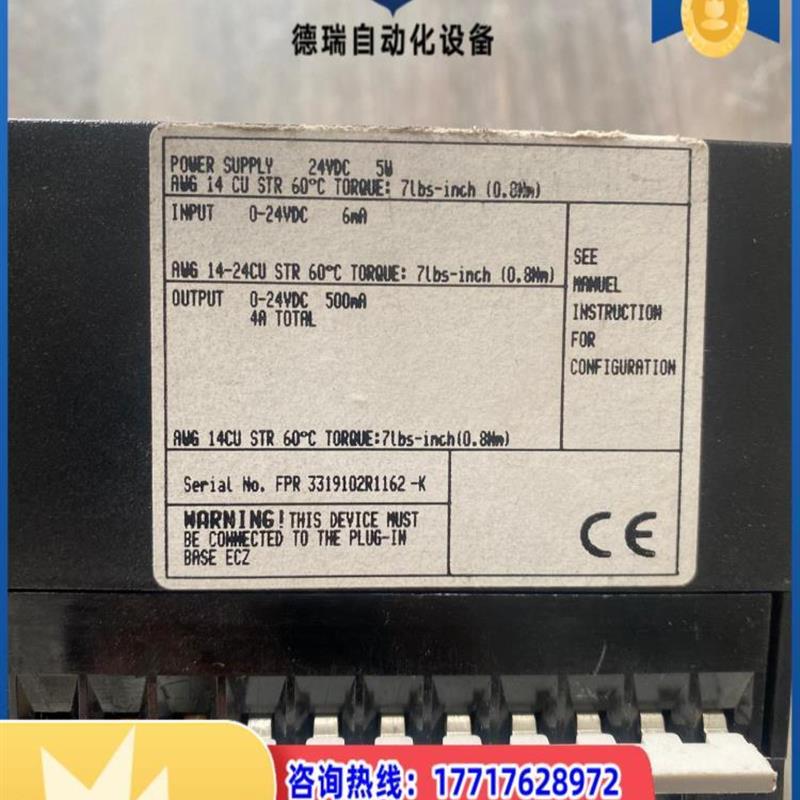 德瑞自动化设备
POWER SUPPLY 24VDC 5W
AWG 14 CU STR 60°C TORQUE: 7lbs-inch (0.8Nm)
INPUT 0-24VDC 6mA
AWG 14-24CU STR 60°C TORQUE: 7lbs-inch (0.8Nm)
OUTPUT 0-24VDC 500mA
4A TOTAL
AWG 14CU STR 60°C TORQUE:7lbs-inch(0.8Nm)
SEE
MANUEL
INSTRUCTION
FOR
CONFIGURATION
Serial No. FPR 3319102R1162-K
WARNING! THIS DEVICE MUST
BE CONNECTED TO THE PLUG-IN
BASE ECZ
CE
咨询热线：17717628972